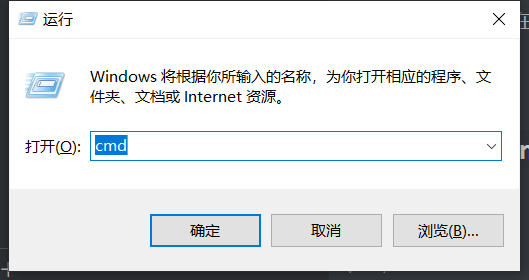 运行
Windows 将根据你所输入的名称，为你打开相应的程序、文
件夹、文档或 Internet 资源。
打开(O): cmd
确定 取消 浏览(B)...